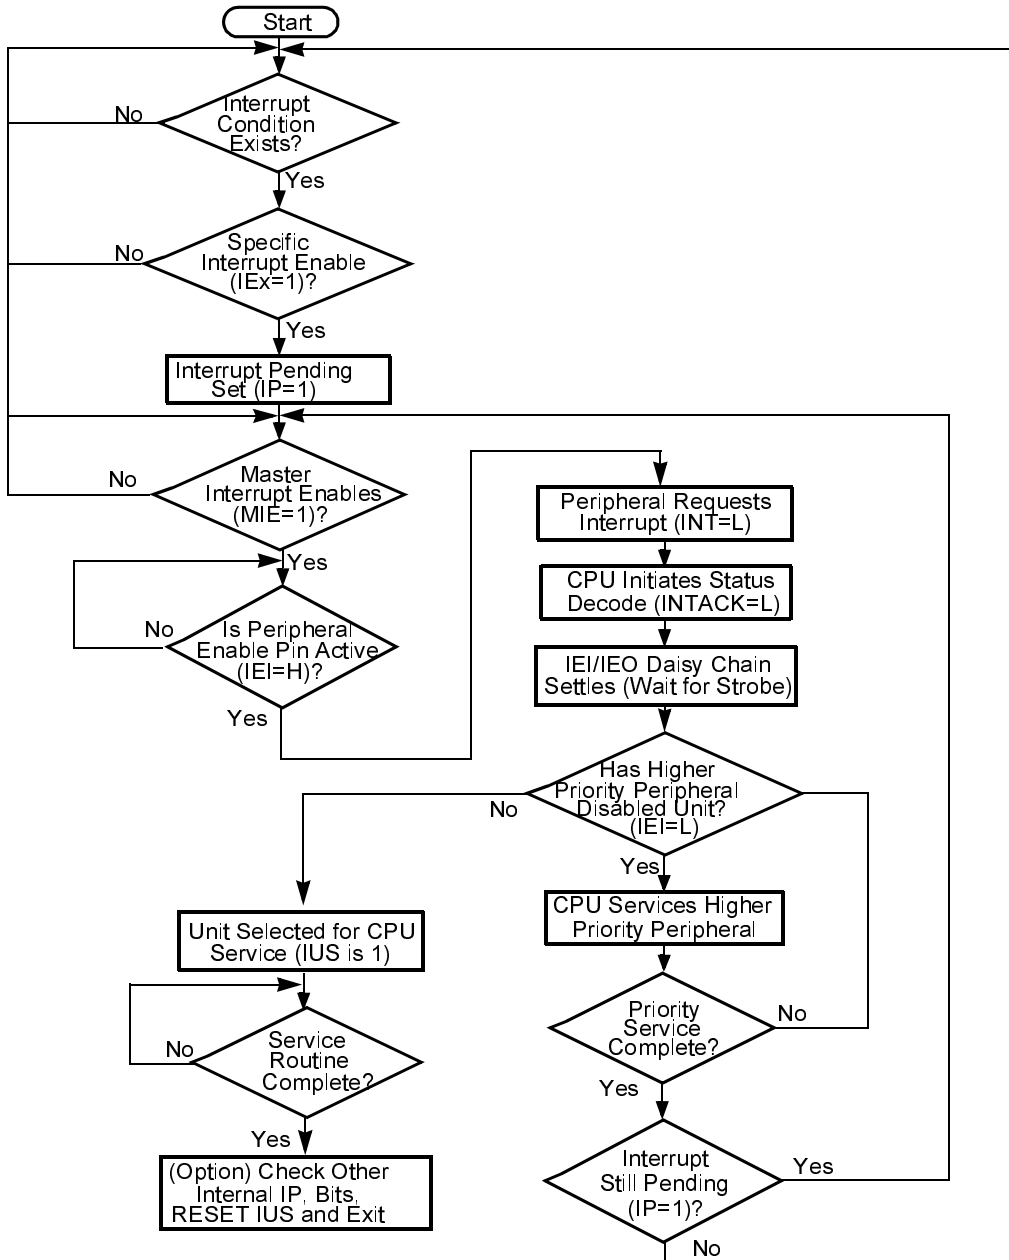 Start
Interrupt
Condition
Exists?
No
Yes
Specific
Interrupt Enable
(IEx=1)?
No
Yes
Interrupt Pending
Set (IP=1)
Master
Interrupt Enables
(MIE=1)?
No
Yes
Is Peripheral
Enable Pin Active
(IEI=H)?
No
Yes
Peripheral Requests
Interrupt (INT=L)
CPU Initiates Status
Decode (INTACK=L)
IEI/IEO Daisy Chain
Settles (Wait for Strobe)
Has Higher
Priority Peripheral
Disabled Unit?
(IEI=L)
No
Yes
CPU Services Higher
Priority Peripheral
Priority
Service
Complete?
No
Yes
Interrupt
Still Pending
(IP=1)?
Yes
No
Unit Selected for CPU
Service (IUS is 1)
Service
Routine
Complete?
No
Yes
(Option) Check Other
Internal IP, Bits,
RESET IUS and Exit